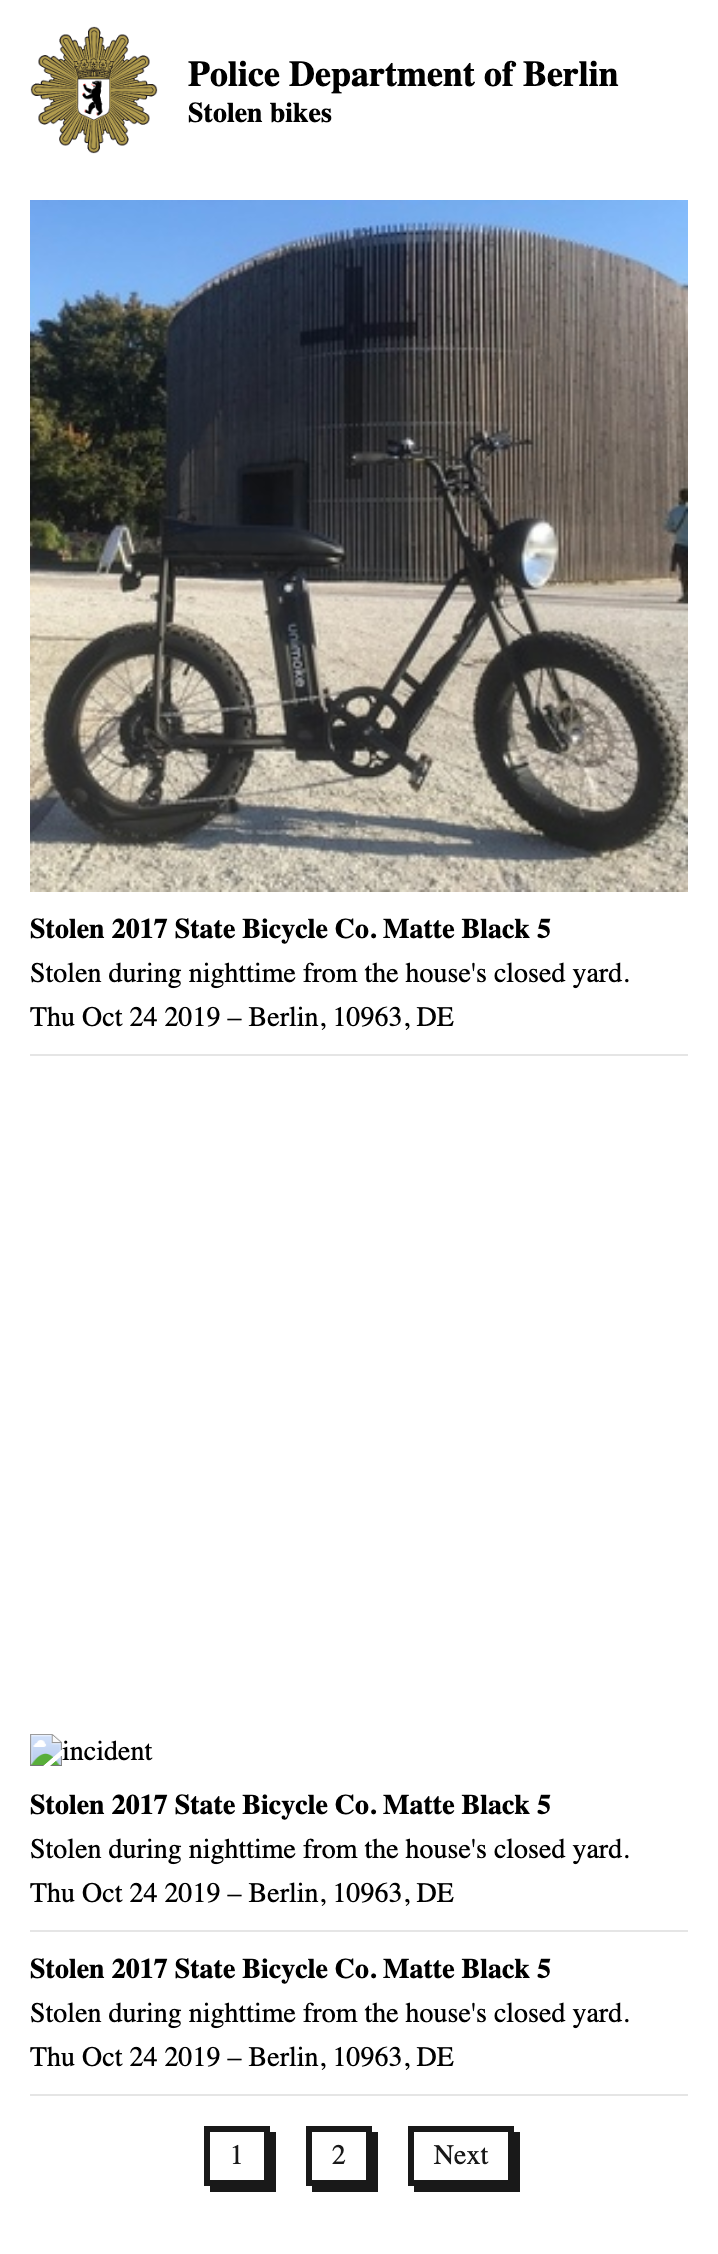 Police Department of Berlin
Stolen bikes
unimoke
Stolen 2017 State Bicycle Co. Matte Black 5
Stolen during nighttime from the house's closed yard.
Thu Oct 24 2019 – Berlin, 10963, DE
incident
Stolen 2017 State Bicycle Co. Matte Black 5
Stolen during nighttime from the house's closed yard.
Thu Oct 24 2019 – Berlin, 10963, DE
Stolen 2017 State Bicycle Co. Matte Black 5
Stolen during nighttime from the house's closed yard.
Thu Oct 24 2019 – Berlin, 10963, DE
1 2 Next